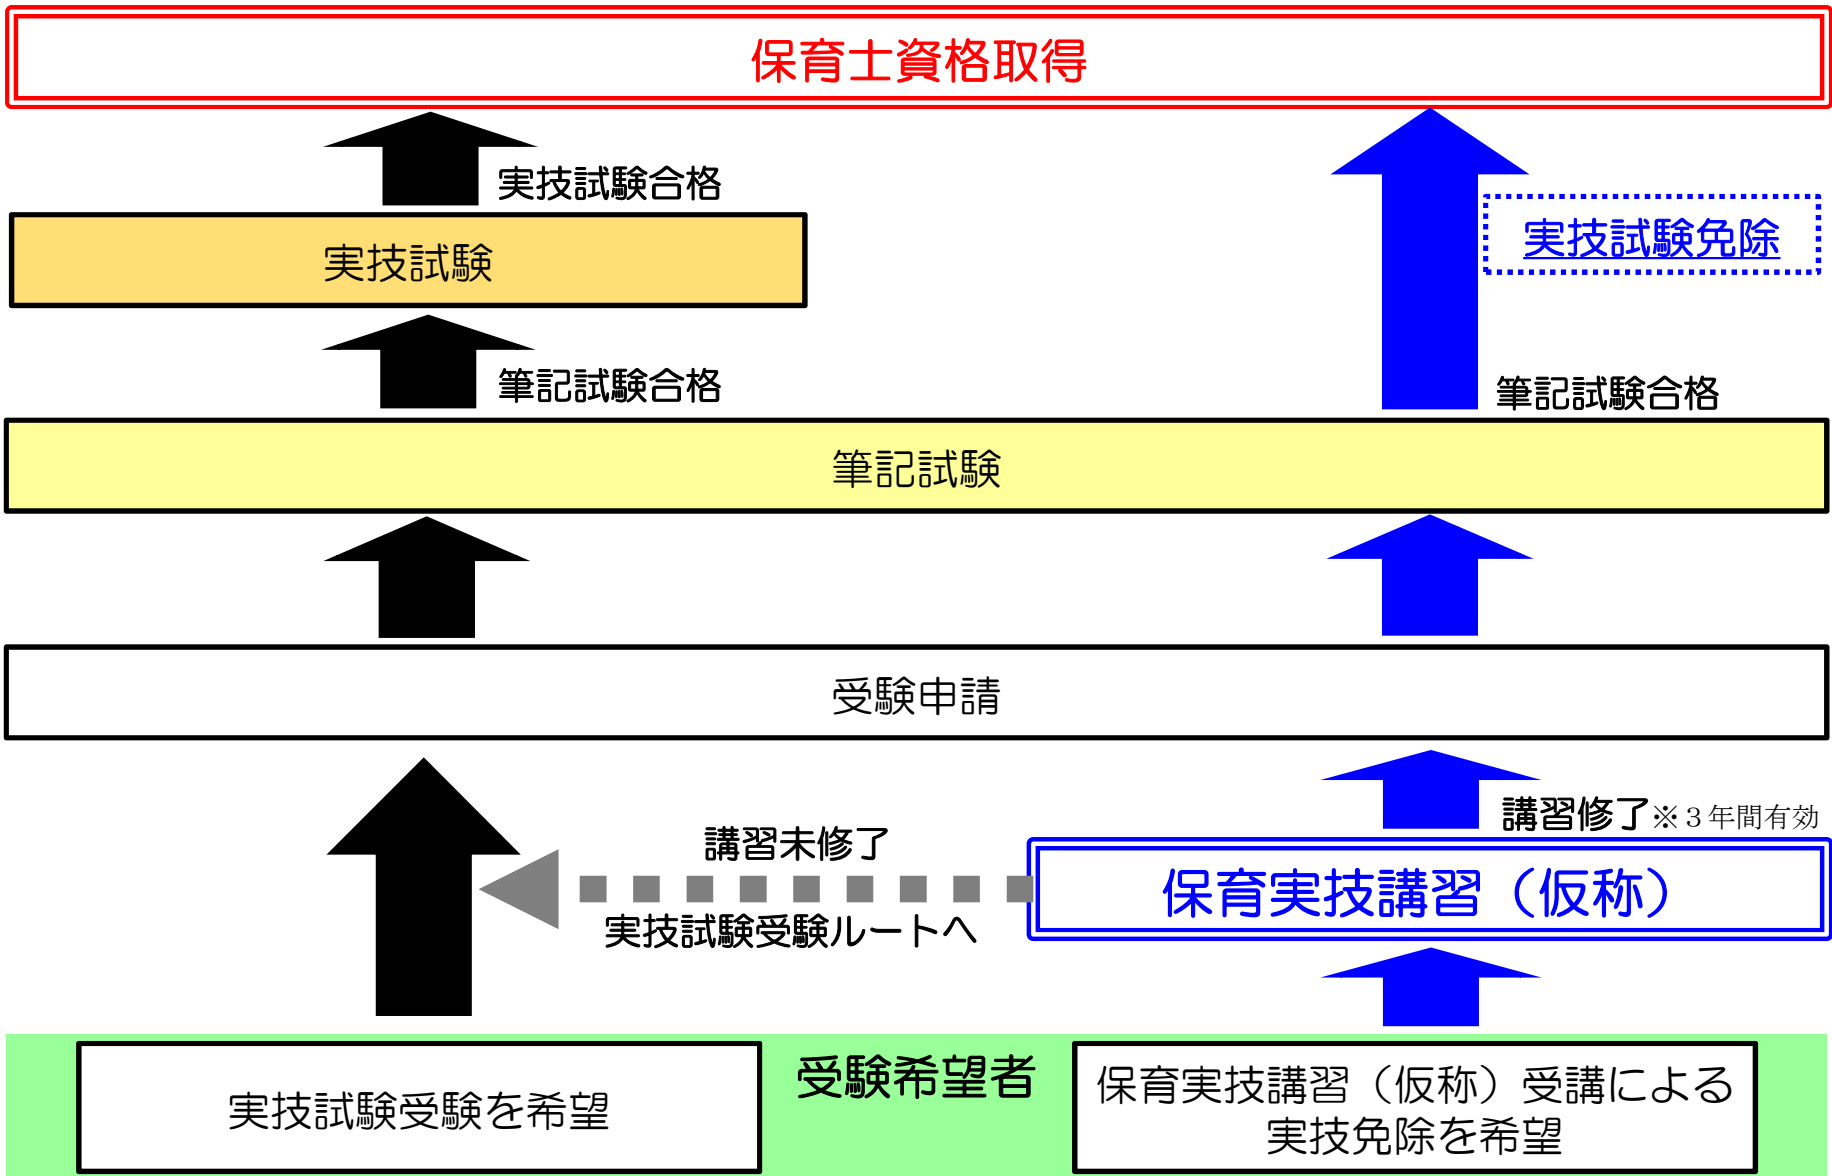 保育士資格取得
実技試験合格
実技試験免除
実技試験
筆記試験合格
筆記試験合格
筆記試験
受験申請
講習修了※３年間有効
講習未修了
保育実技講習（仮称）
実技試験受験ルートへ
受験希望者
実技試験受験を希望
保育実技講習（仮称）受講による
実技免除を希望